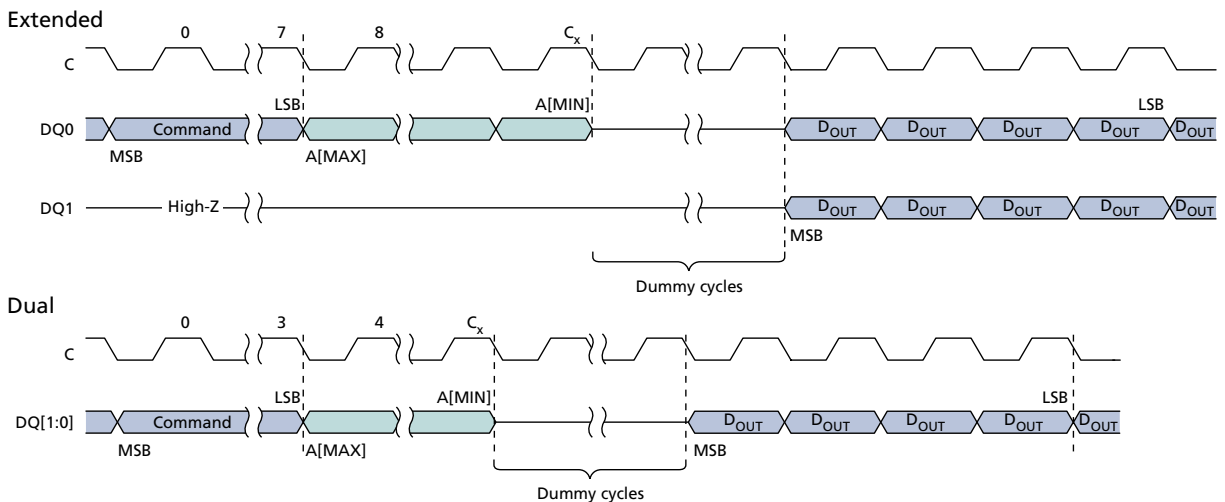 Extended
0 7 8 Cx
C
LSB A[MIN] LSB
DQ0 Command DOUT DOUT DOUT DOUT DOUT
MSB A[MAX]
DQ1 High-Z DOUT DOUT DOUT DOUT DOUT
MSB
Dummy cycles
Dual
0 3 4 Cx
C
LSB A[MIN] LSB
DQ[1:0] Command DOUT DOUT DOUT DOUT DOUT
MSB A[MAX] MSB
Dummy cycles